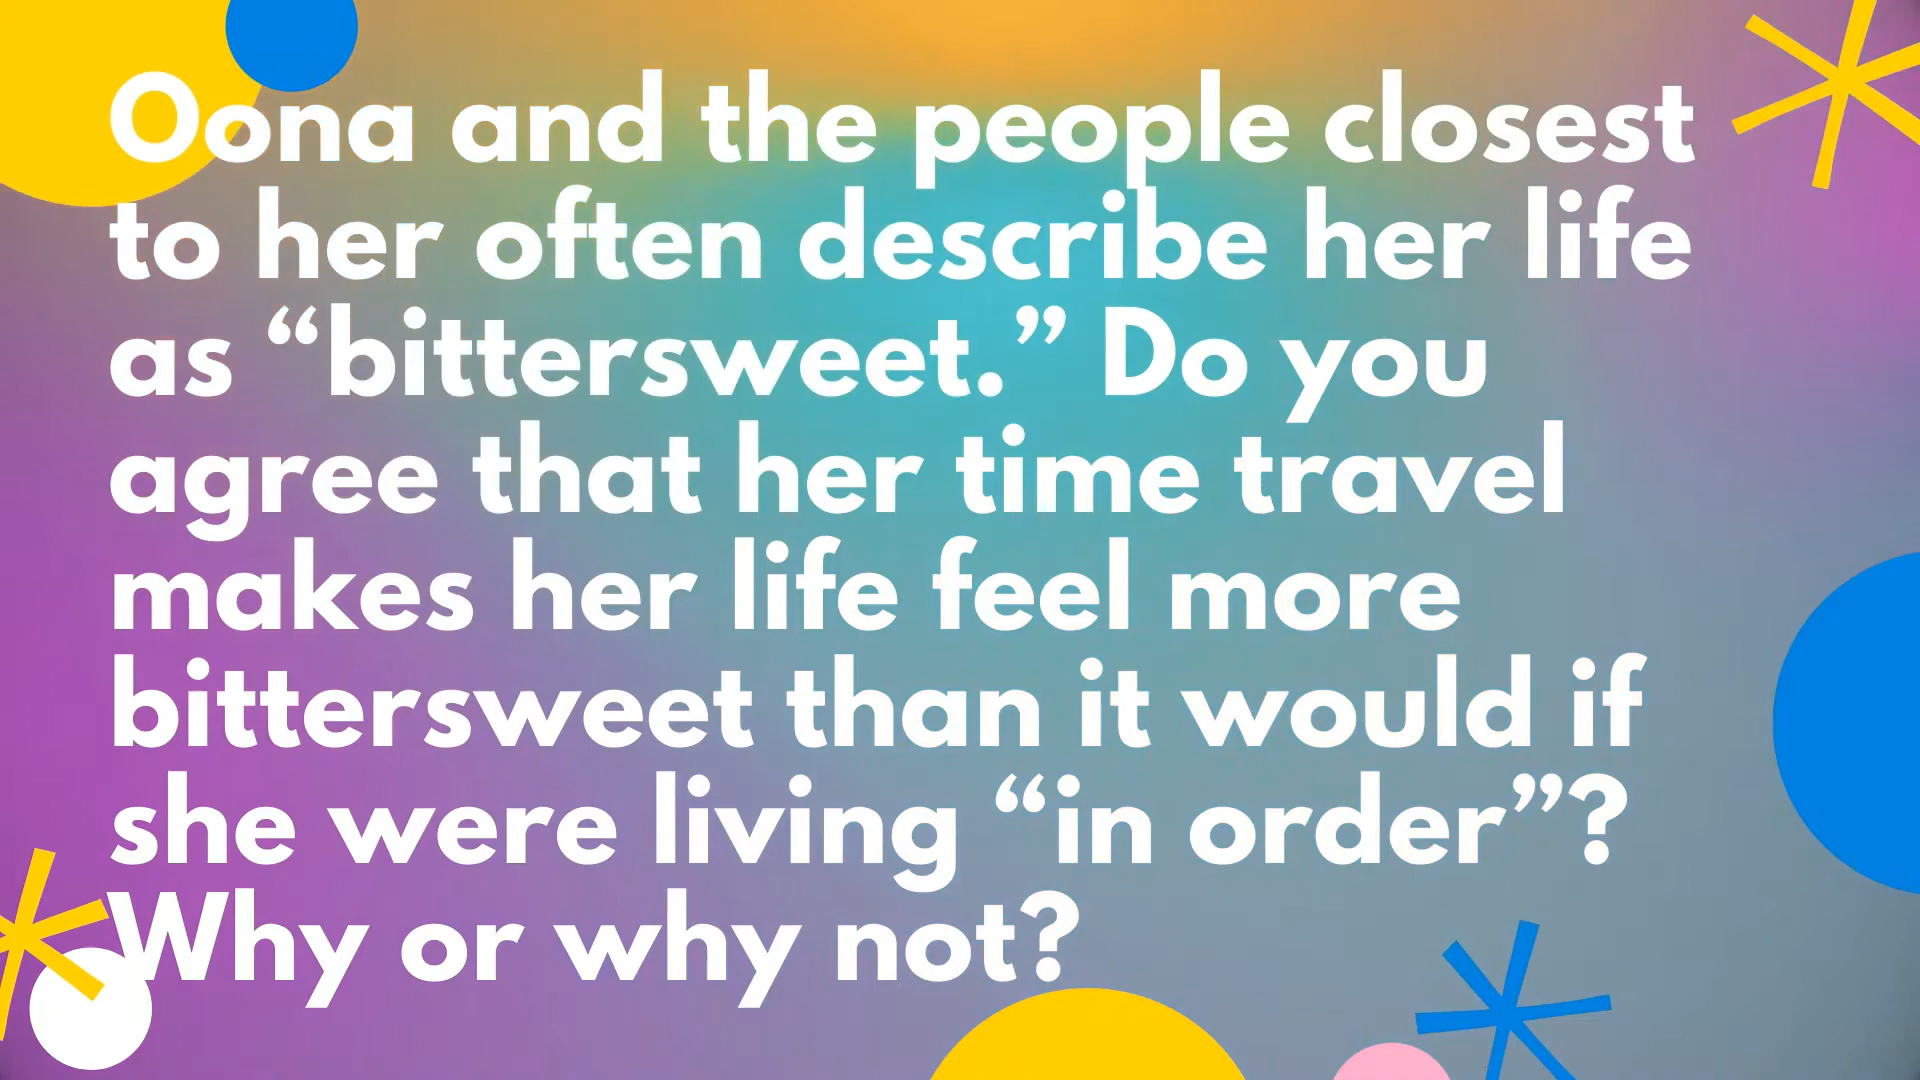 Oona and the people closest
to her often describe her life
as “bittersweet.” Do you
agree that her time travel
makes her life feel more
bittersweet than it would if
she were living “in order”?
Why or why not?